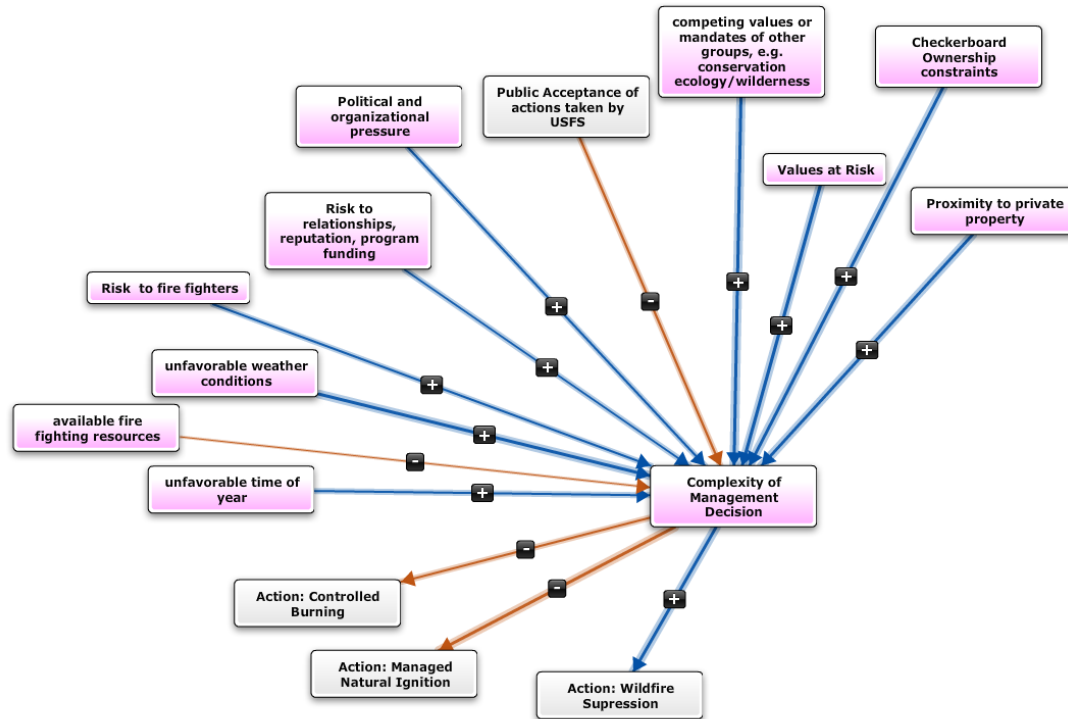 competing values or
mandates of other
groups, e.g.
conservation
ecology/wilderness
Checkerboard
Ownership
constraints
Public Acceptance of
actions taken by
USFS
Political and
organizational
pressure
Values at Risk
Proximity to private
property
Risk to
relationships,
reputation, program
funding
Risk to fire fighters
unfavorable weather
conditions
available fire
fighting resources
unfavorable time of
year
Complexity of
Management
Decision
Action: Controlled
Burning
Action: Managed
Natural Ignition
Action: Wildfire
Supression
+
+
-
+
+
+
+
+
+
+
-
+
-
-
+